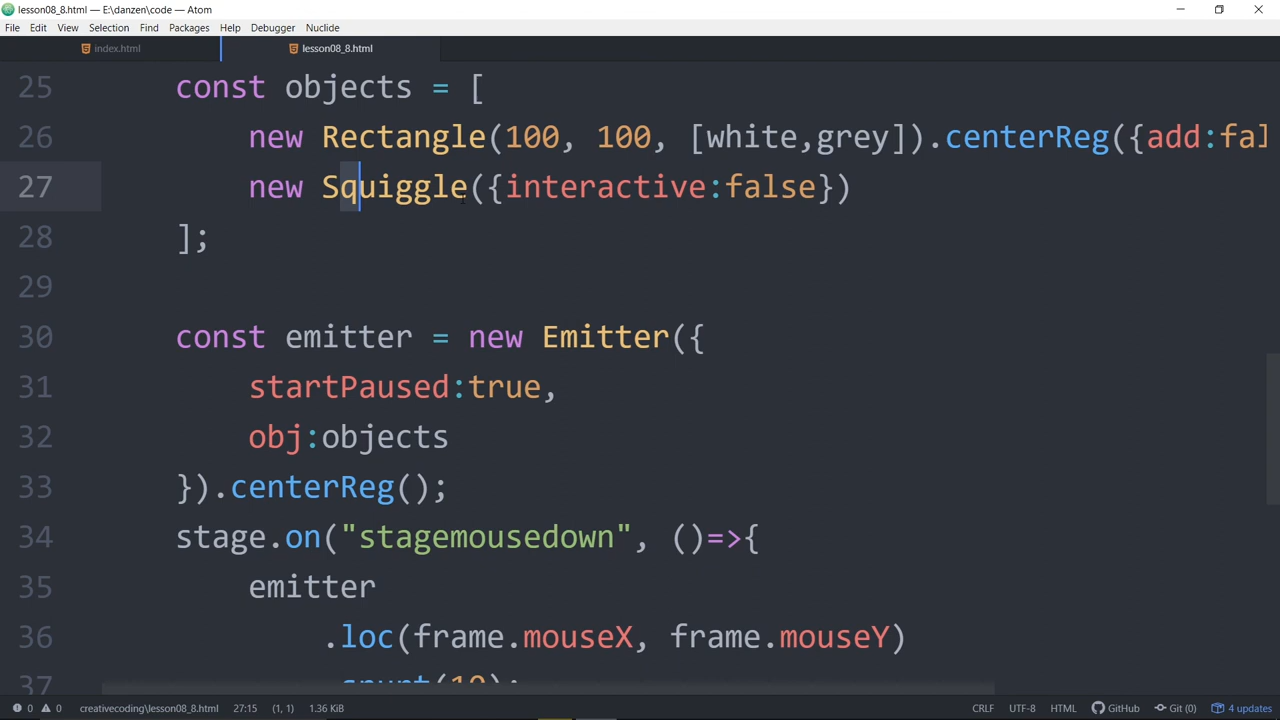 lesson08_8.html — E:\danzen\code — Atom
File Edit View Selection Find Packages Help Debugger Nuclide
index.html lesson08_8.html
25 const objects = [
26 new Rectangle(100, 100, [white,grey]).centerReg({add:fal
27 new Squiggle({interactive:false})
28 ];
29
30 const emitter = new Emitter({
31 startPaused:true,
32 obj:objects
33 }).centerReg();
34 stage.on("stagemousedown", ()=>{
35 emitter
36 .loc(frame.mouseX, frame.mouseY)
37 .spurt(10);
0 0 creativecoding\lesson08_8.html 27:15 (1, 1) 1.36 KiB CRLF UTF-8 HTML GitHub Git (0) 4 updates